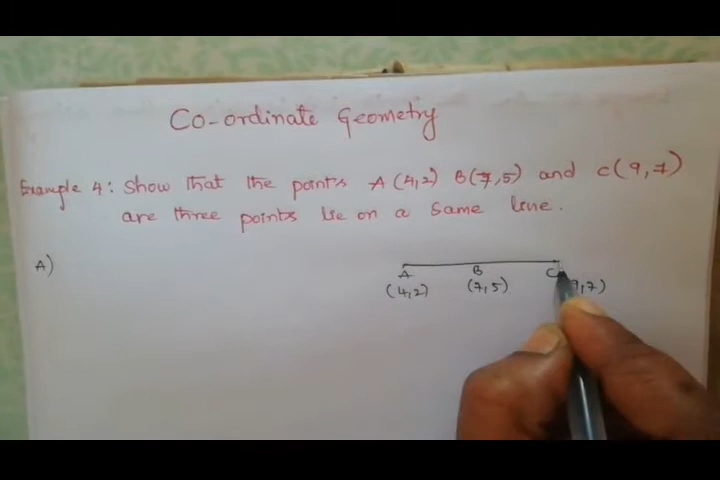 Co-ordinate Geometry
Example 4: Show that the points A (4,2) B(7,5) and C(9,7)
are three points lie on a same line.
A)
A B C
(4,2) (7,5) 9,7)